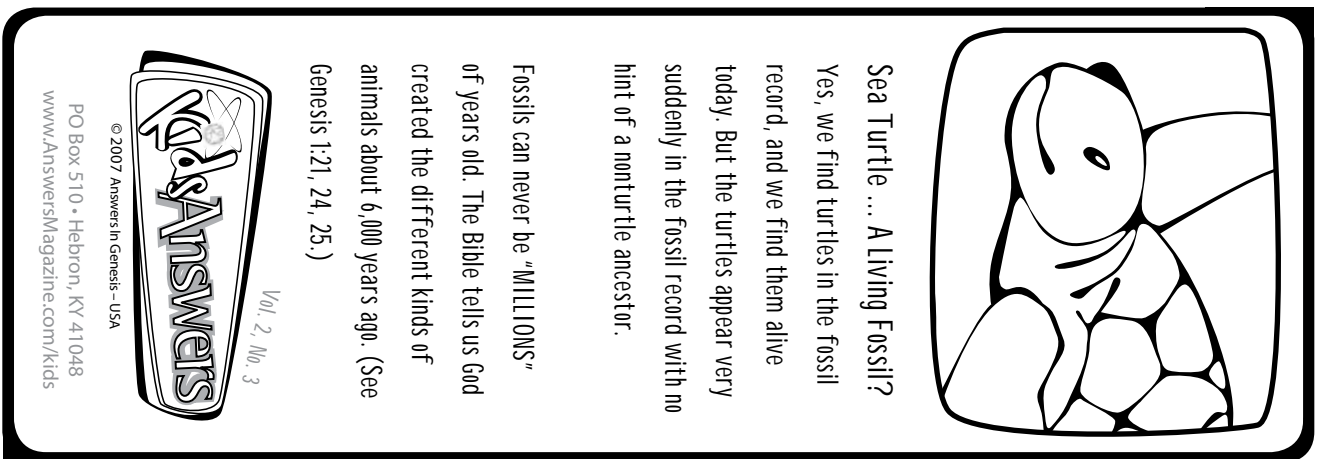 Sea Turtle ... A Living Fossil?
Yes, we find turtles in the fossil
record, and we find them alive
today. But the turtles appear very
suddenly in the fossil record with no
hint of a nonturtle ancestor.
Fossils can never be “MILLIONS”
of years old. The Bible tells us God
created the different kinds of
animals about 6,000 years ago. (See
Genesis 1:21, 24, 25.)
Vol. 2, No. 3
Kids Answers
© 2007 Answers In Genesis – USA
PO Box 510 • Hebron, KY 41048
www.AnswersMagazine.com/kids